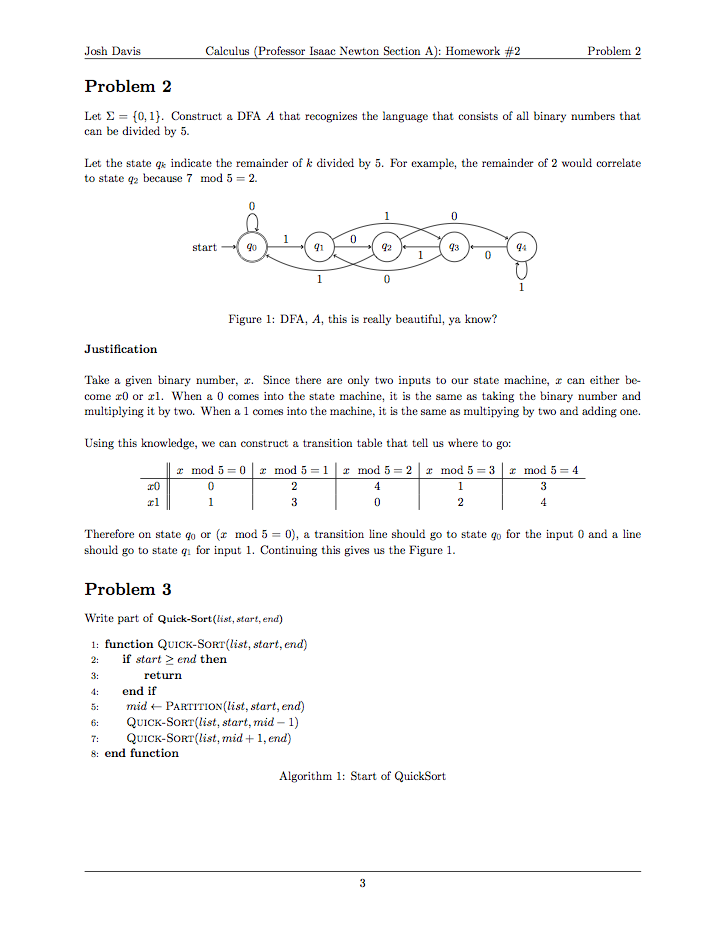 Josh Davis Calculus (Professor Isaac Newton Section A): Homework #2 Problem 2
Problem 2
Let Σ = {0, 1}. Construct a DFA A that recognizes the language that consists of all binary numbers that
can be divided by 5.
Let the state qk indicate the remainder of k divided by 5. For example, the remainder of 2 would correlate
to state q2 because 7 mod 5 = 2.
0
1 0
start q0 1 q1 0 q2 1 q3 0 q4
1 0 1
Figure 1: DFA, A, this is really beautiful, ya know?
Justification
Take a given binary number, x. Since there are only two inputs to our state machine, x can either be-
come x0 or x1. When a 0 comes into the state machine, it is the same as taking the binary number and
multiplying it by two. When a 1 comes into the machine, it is the same as multipying by two and adding one.
Using this knowledge, we can construct a transition table that tell us where to go:
x mod 5 = 0 x mod 5 = 1 x mod 5 = 2 x mod 5 = 3 x mod 5 = 4
x0 0 2 4 1 3
x1 1 3 0 2 4
Therefore on state q0 or (x mod 5 = 0), a transition line should go to state q0 for the input 0 and a line
should go to state q1 for input 1. Continuing this gives us the Figure 1.
Problem 3
Write part of Quick-Sort(list, start, end)
1: function Quick-Sort(list, start, end)
2: if start ≥ end then
3: return
4: end if
5: mid ← Partition(list, start, end)
6: Quick-Sort(list, start, mid − 1)
7: Quick-Sort(list, mid + 1, end)
8: end function
Algorithm 1: Start of QuickSort
3